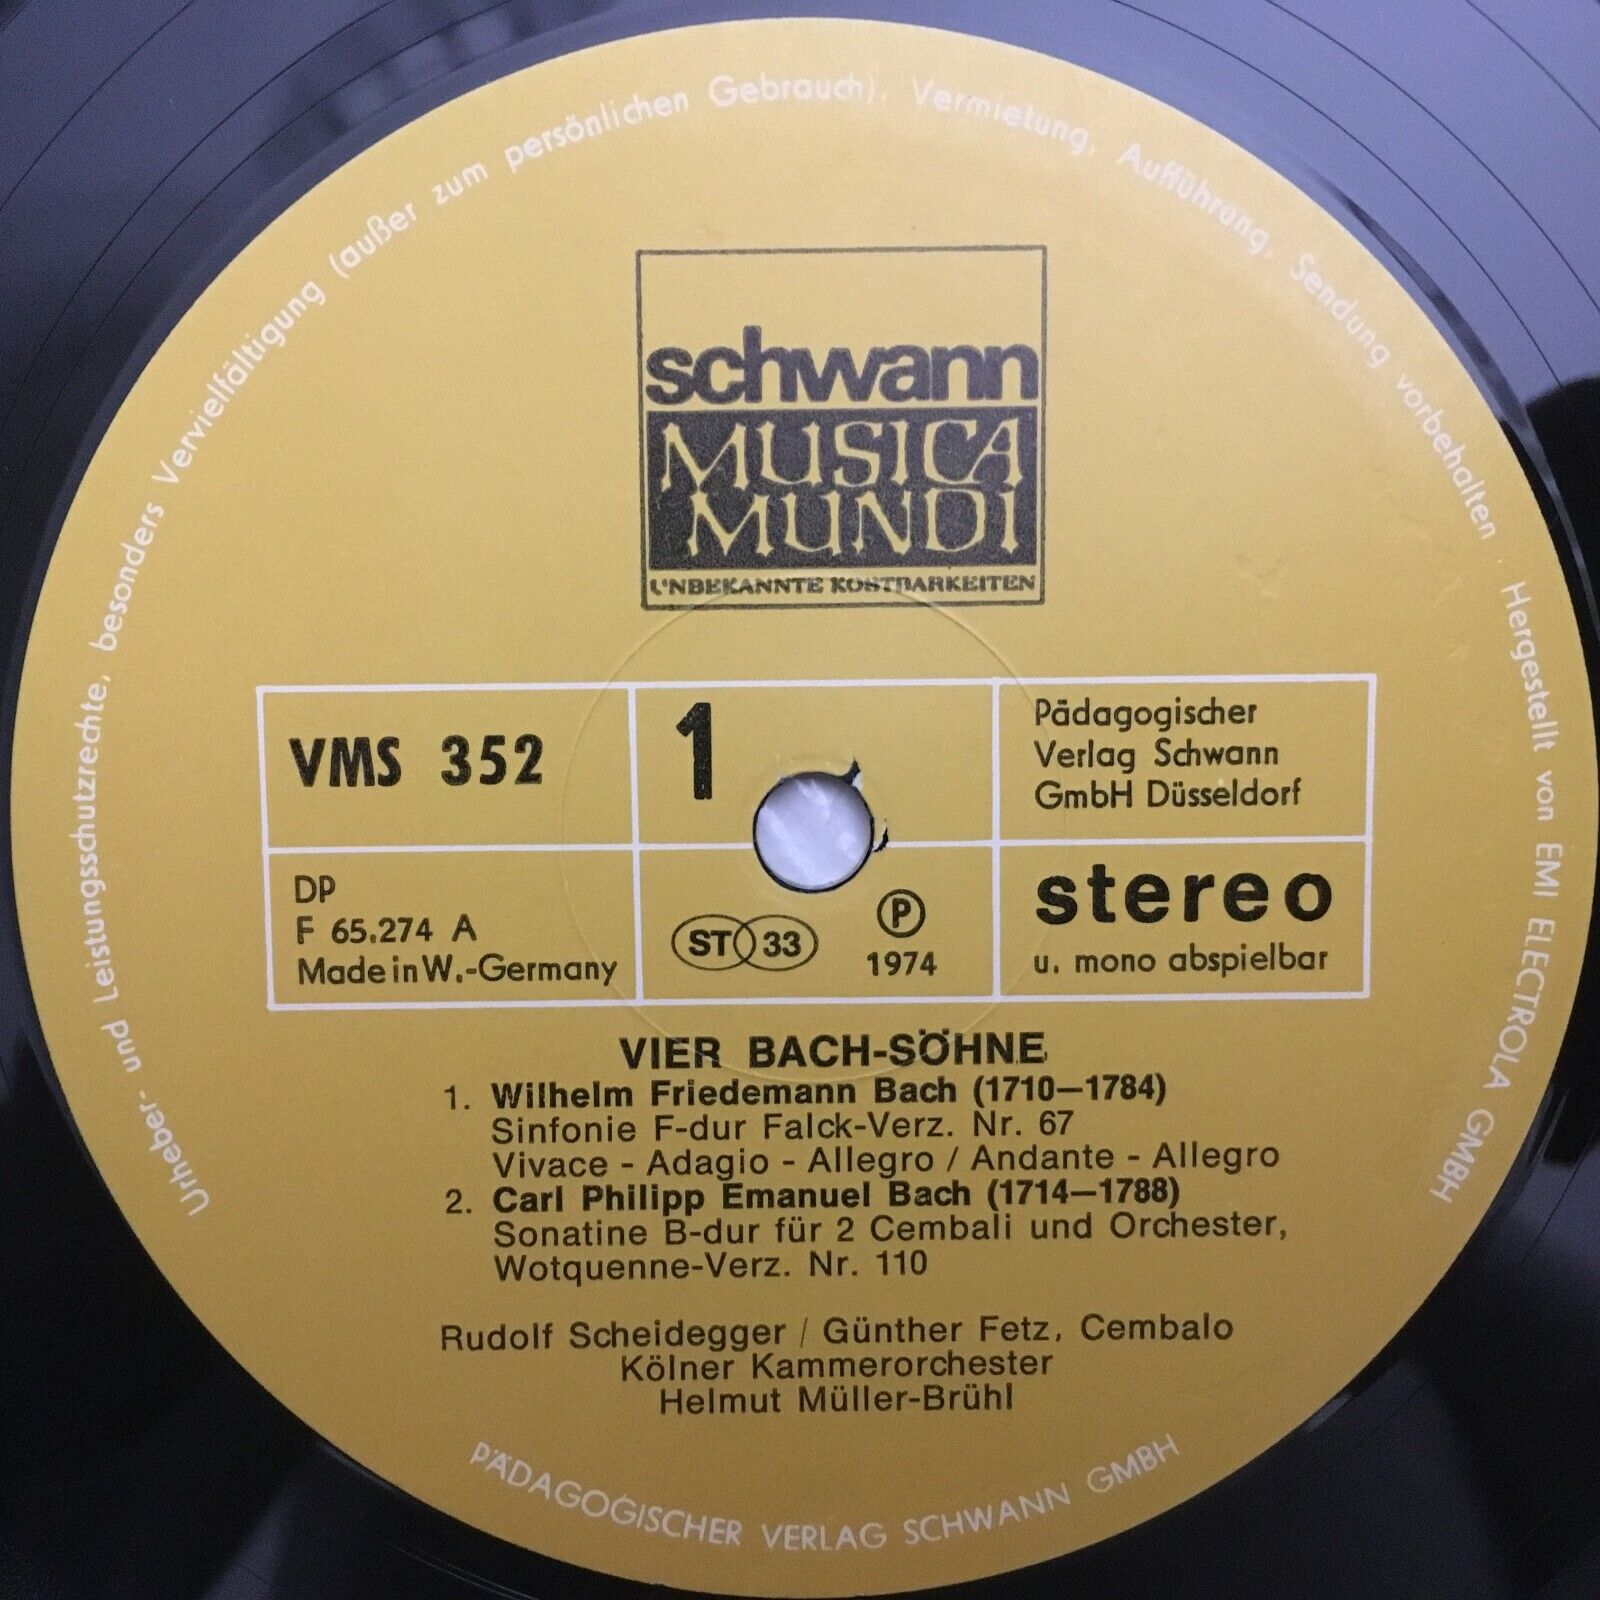 Urheber- und Leistungsschutzrechte, besonders Vervielfältigung (außer zum persönlichen Gebrauch), Vermietung, Aufführung, Sendung vorbehalten . Hergestellt von EMI ELECTROLA GMBH
schwann
MUSICA
MUNDI
UNBEKANNTE KOSTBARKEITEN
VMS 352
1
Pädagogischer
Verlag Schwann
GmbH Düsseldorf
DP
F 65.274 A
Made in W.-Germany
ST 33
P
1974
stereo
u. mono abspielbar
VIER BACH-SÖHNE
1. Wilhelm Friedemann Bach (1710—1784)
Sinfonie F-dur Falck-Verz. Nr. 67
Vivace - Adagio - Allegro / Andante - Allegro
2. Carl Philipp Emanuel Bach (1714—1788)
Sonatine B-dur für 2 Cembali und Orchester,
Wotquenne-Verz. Nr. 110
Rudolf Scheidegger / Günther Fetz, Cembalo
Kölner Kammerorchester
Helmut Müller-Brühl
PÄDAGOGISCHER VERLAG SCHWANN GMBH